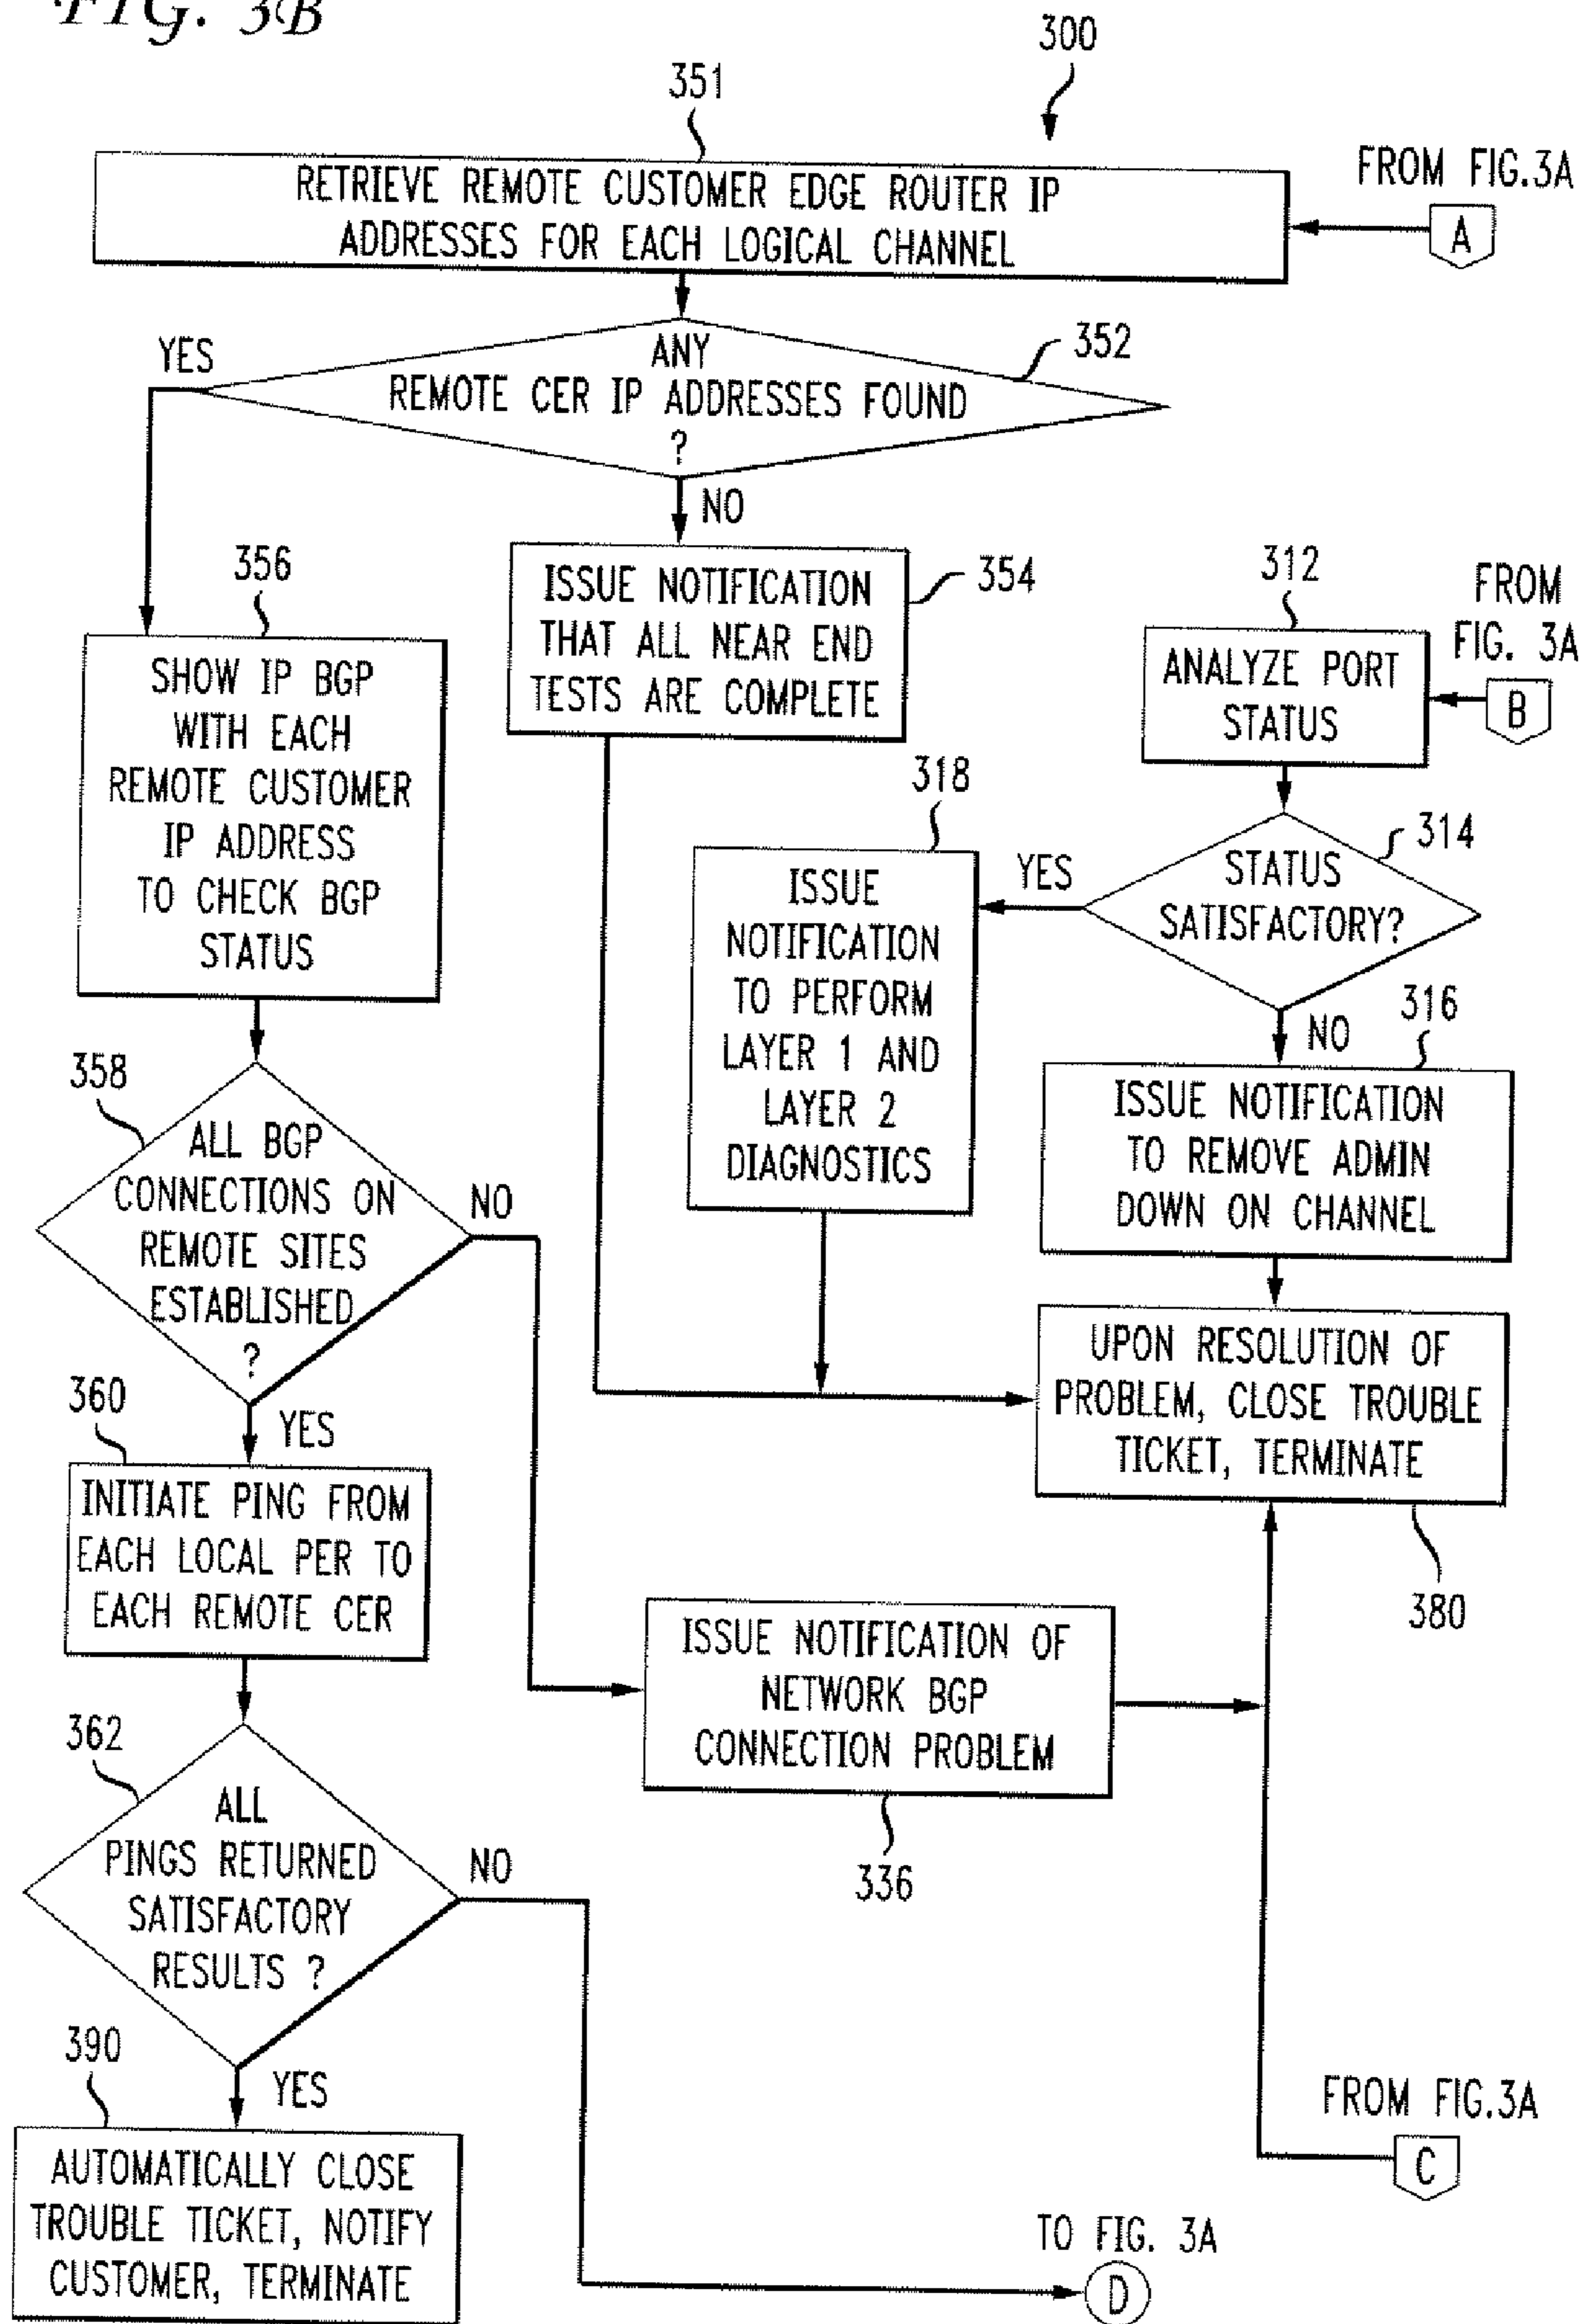 FIG. 3B
300
351
RETRIEVE REMOTE CUSTOMER EDGE ROUTER IP
ADDRESSES FOR EACH LOGICAL CHANNEL
FROM FIG.3A
A
352
YES
ANY
REMOTE CER IP ADDRESSES FOUND
?
NO
356
SHOW IP BGP
WITH EACH
REMOTE CUSTOMER
IP ADDRESS
TO CHECK BGP
STATUS
354
ISSUE NOTIFICATION
THAT ALL NEAR END
TESTS ARE COMPLETE
312
ANALYZE PORT
STATUS
FROM
FIG. 3A
B
318
ISSUE
NOTIFICATION
TO PERFORM
LAYER 1 AND
LAYER 2
DIAGNOSTICS
YES
314
STATUS
SATISFACTORY?
NO
316
ISSUE NOTIFICATION
TO REMOVE ADMIN
DOWN ON CHANNEL
358
ALL BGP
CONNECTIONS ON
REMOTE SITES
ESTABLISHED
?
NO
YES
UPON RESOLUTION OF
PROBLEM, CLOSE TROUBLE
TICKET, TERMINATE
380
360
INITIATE PING FROM
EACH LOCAL PER TO
EACH REMOTE CER
ISSUE NOTIFICATION OF
NETWORK BGP
CONNECTION PROBLEM
336
362
ALL
PINGS RETURNED
SATISFACTORY
RESULTS ?
NO
YES
390
AUTOMATICALLY CLOSE
TROUBLE TICKET, NOTIFY
CUSTOMER, TERMINATE
FROM FIG.3A
C
TO FIG. 3A
D